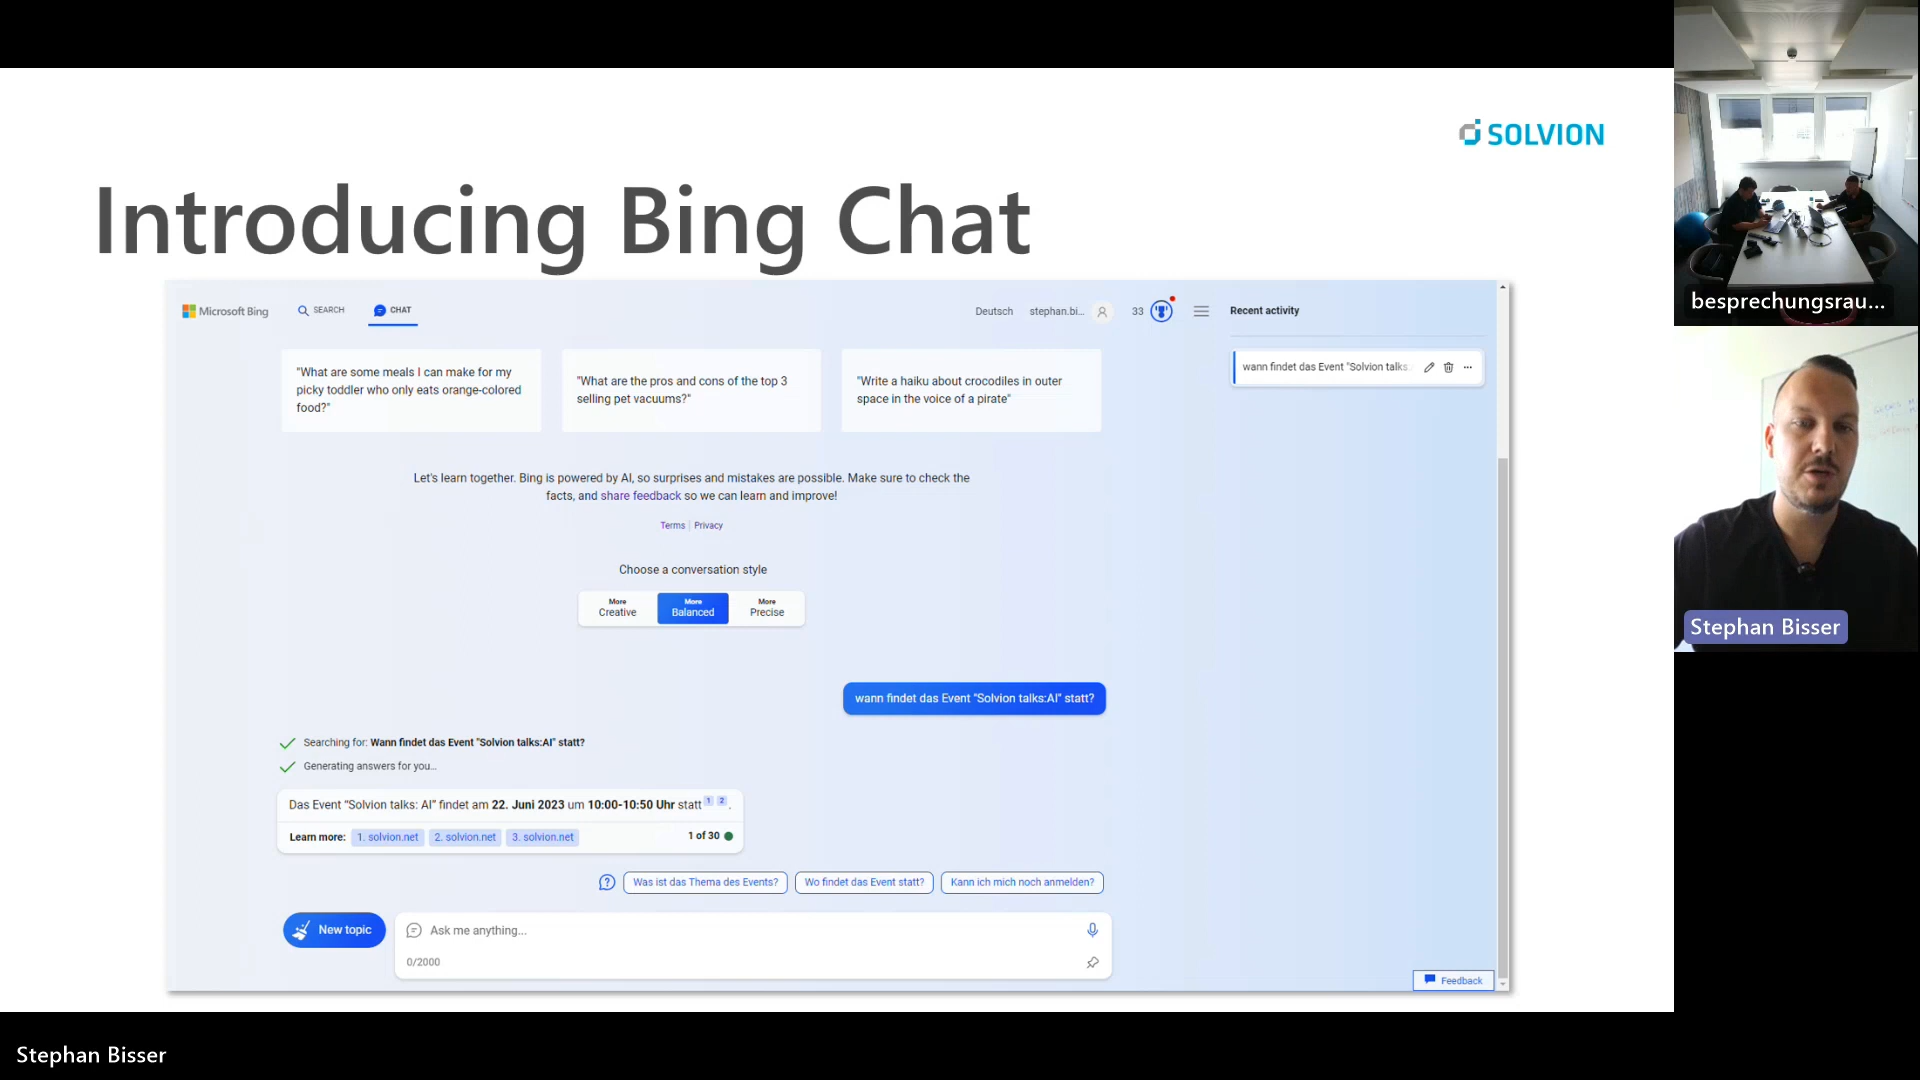 SOLVION
Introducing Bing Chat
Microsoft Bing
SEARCH
CHAT
Deutsch
stephan.bi...
33
Recent activity
"What are some meals I can make for my
picky toddler who only eats orange-colored
food?"
"What are the pros and cons of the top 3
selling pet vacuums?"
"Write a haiku about crocodiles in outer
space in the voice of a pirate"
wann findet das Event "Solvion talks:
Let's learn together. Bing is powered by AI, so surprises and mistakes are possible. Make sure to check the
facts, and share feedback so we can learn and improve!
Terms | Privacy
Choose a conversation style
More
Creative
More
Balanced
More
Precise
wann findet das Event "Solvion talks:AI" statt?
Searching for: Wann findet das Event "Solvion talks:AI" statt?
Generating answers for you...
Das Event "Solvion talks: AI" findet am 22. Juni 2023 um 10:00-10:50 Uhr statt 1 2 .
Learn more: 1. solvion.net 2. solvion.net 3. solvion.net 1 of 30
Was ist das Thema des Events?
Wo findet das Event statt?
Kann ich mich noch anmelden?
New topic
Ask me anything...
0/2000
Feedback
besprechungsrau...
Stephan Bisser
Stephan Bisser